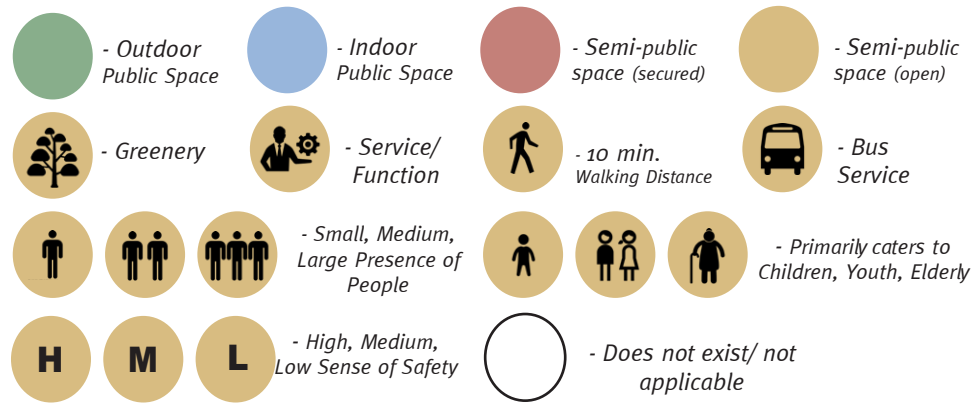 - Outdoor
Public Space
- Indoor
Public Space
- Semi-public
space (secured)
- Semi-public
space (open)
- Greenery
- Service/
Function
- 10 min.
Walking Distance
- Bus
Service
- Small, Medium,
Large Presence of
People
- Primarily caters to
Children, Youth, Elderly
H
M
L
- High, Medium,
Low Sense of Safety
- Does not exist/ not
applicable